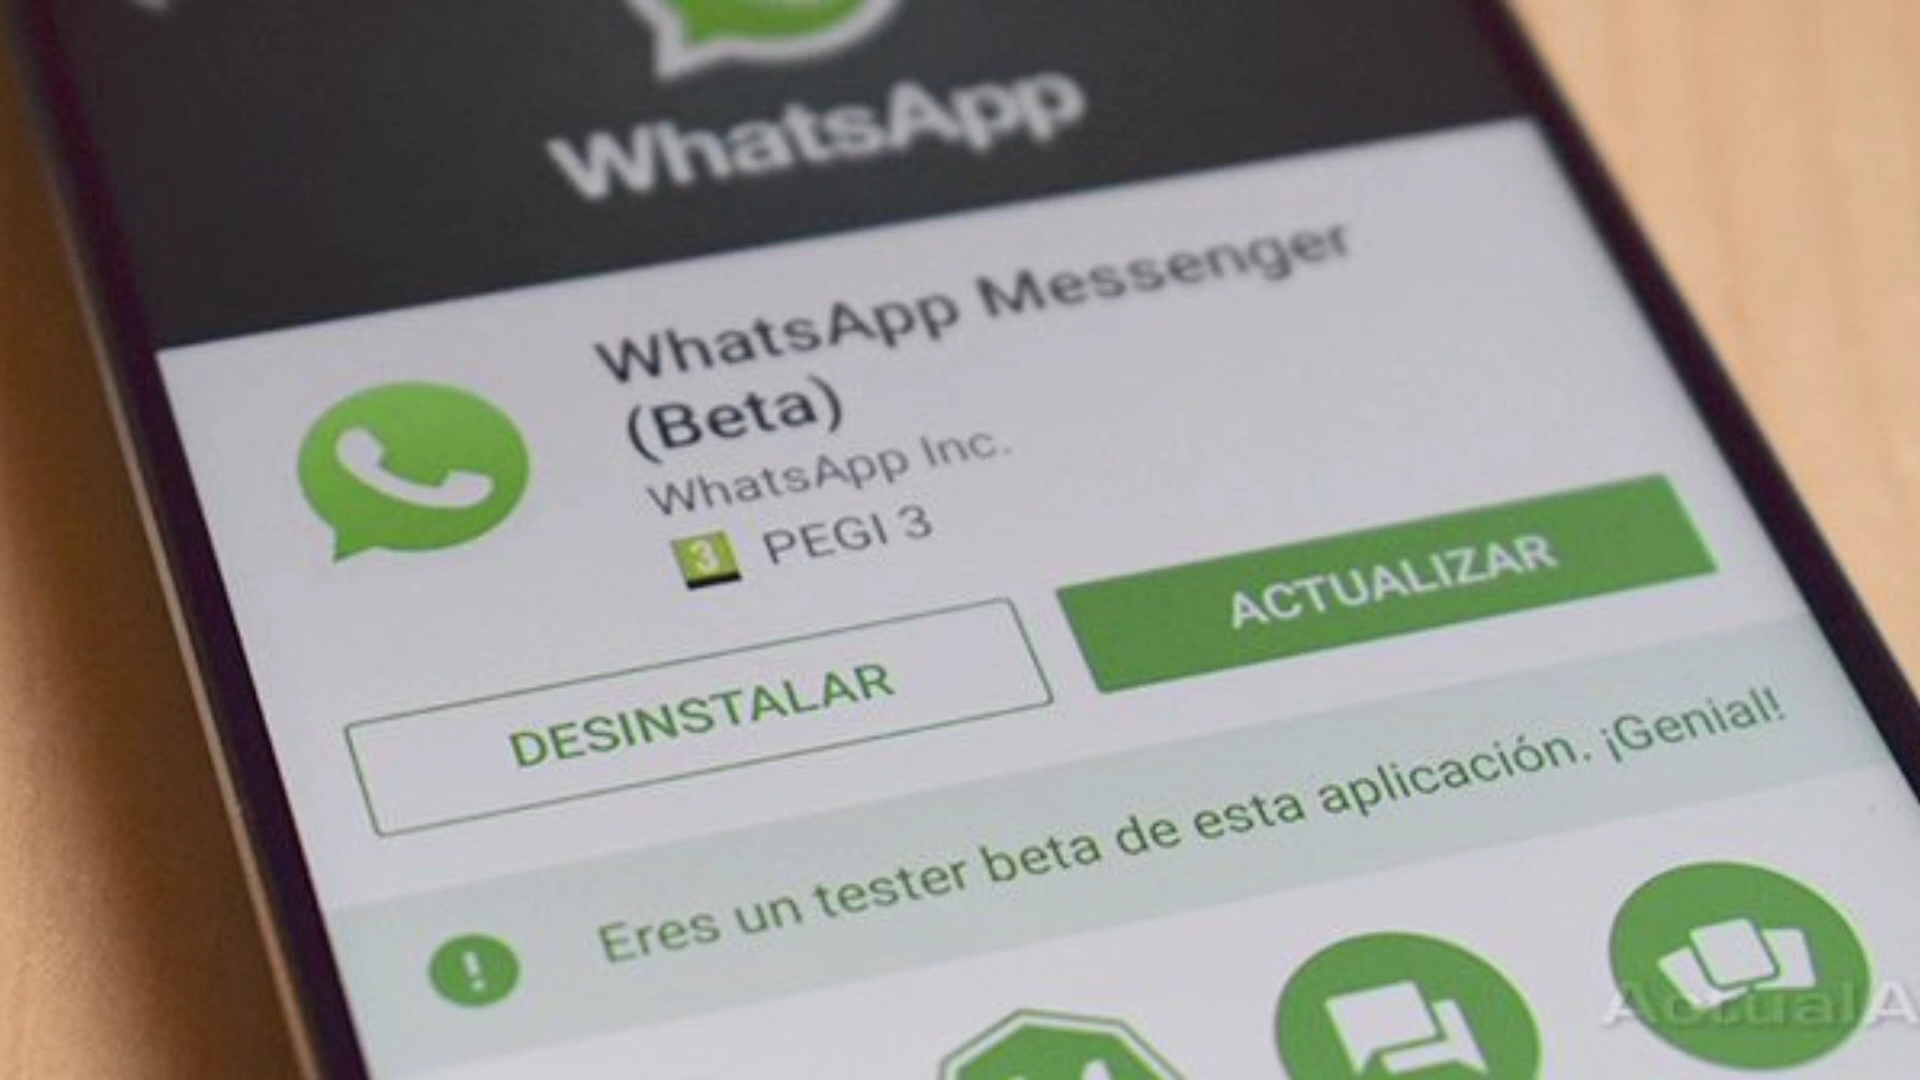 WhatsApp
WhatsApp Messenger
(Beta)
WhatsApp Inc.
3 PEGI 3
DESINSTALAR
ACTUALIZAR
Eres un tester beta de esta aplicación. ¡Genial!
Actual A